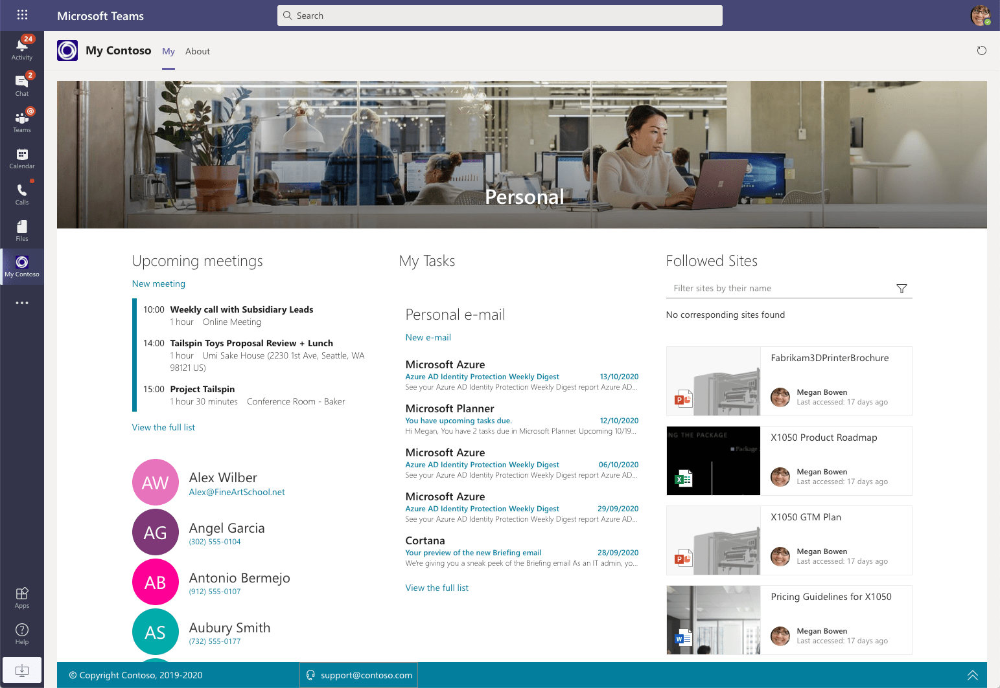 Microsoft Teams
Search
24
Activity
2
Chat
@
Teams
Calendar
Calls
Files
My Contoso
Apps
Help
My Contoso
My
About
Personal
Upcoming meetings
New meeting
10:00 Weekly call with Subsidiary Leads
1 hour Online Meeting
14:00 Tailspin Toys Proposal Review + Lunch
1 hour Umi Sake House (2230 1st Ave, Seattle, WA
98121 US)
15:00 Project Tailspin
1 hour 30 minutes Conference Room - Baker
View the full list
AW
Alex Wilber
Alex@FineArtSchool.net
AG
Angel Garcia
(302) 555-0104
AB
Antonio Bermejo
(912) 555-0107
AS
Aubury Smith
(732) 555-0177
My Tasks
Personal e-mail
New e-mail
Microsoft Azure
Azure AD Identity Protection Weekly Digest 13/10/2020
See your Azure AD Identity Protection Weekly Digest report Azure AD...
Microsoft Planner
You have upcoming tasks due. 12/10/2020
Hi Megan, You have 2 tasks due in Microsoft Planner. Upcoming 10/19...
Microsoft Azure
Azure AD Identity Protection Weekly Digest 06/10/2020
See your Azure AD Identity Protection Weekly Digest report Azure AD...
Microsoft Azure
Azure AD Identity Protection Weekly Digest 29/09/2020
See your Azure AD Identity Protection Weekly Digest report Azure AD...
Cortana
Your preview of the new Briefing email 28/09/2020
We're giving you a sneak peek of the Briefing email As an IT admin, yo...
View the full list
Followed Sites
Filter sites by their name
No corresponding sites found
P
Fabrikam3DPrinterBrochure
Megan Bowen
Last accessed: 17 days ago
NG THE PACKAGE
Package
X
X1050 Product Roadmap
Megan Bowen
Last accessed: 17 days ago
P
X1050 GTM Plan
Megan Bowen
Last accessed: 17 days ago
W
Pricing Guidelines for X1050
Megan Bowen
Last accessed: 17 days ago
© Copyright Contoso, 2019-2020
support@contoso.com